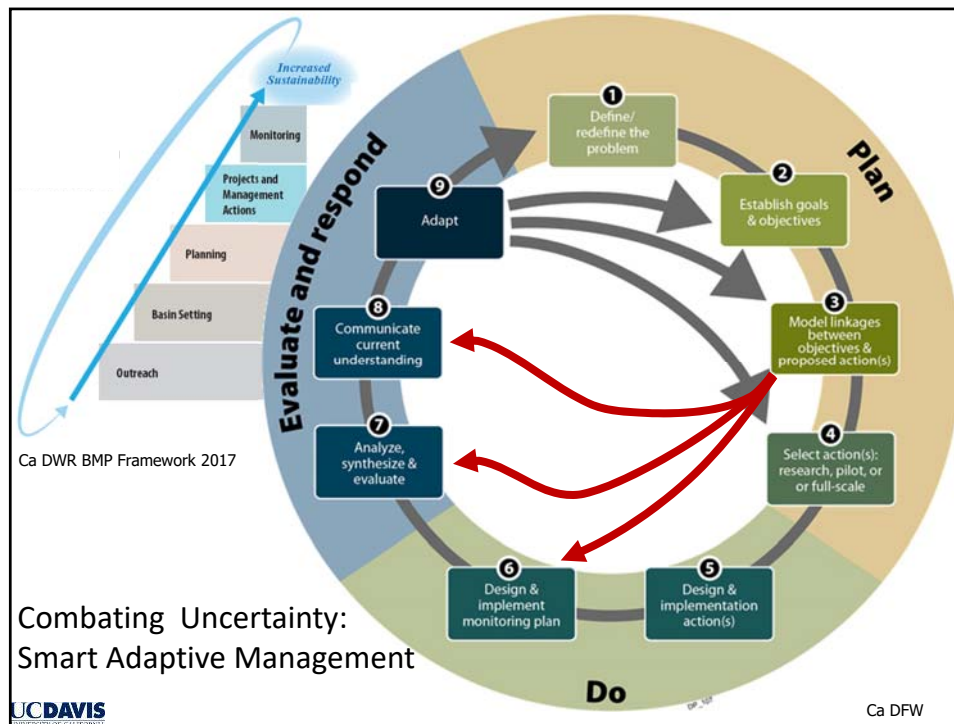 Increased
Sustainability
Monitoring
Projects and
Management
Actions
Planning
Basin Setting
Outreach
Ca DWR BMP Framework 2017
Evaluate and respond
Plan
Do
1
Define/
redefine the
problem
2
Establish goals
& objectives
3
Model linkages
between
objectives &
proposed action(s)
4
Select action(s):
research, pilot, or
or full-scale
5
Design &
implementation
action(s)
6
Design &
implement
monitoring plan
7
Analyze,
synthesize &
evaluate
8
Communicate
current
understanding
9
Adapt
Combating Uncertainty:
Smart Adaptive Management
UCDAVIS
UNIVERSITY OF CALIFORNIA
Ca DFW